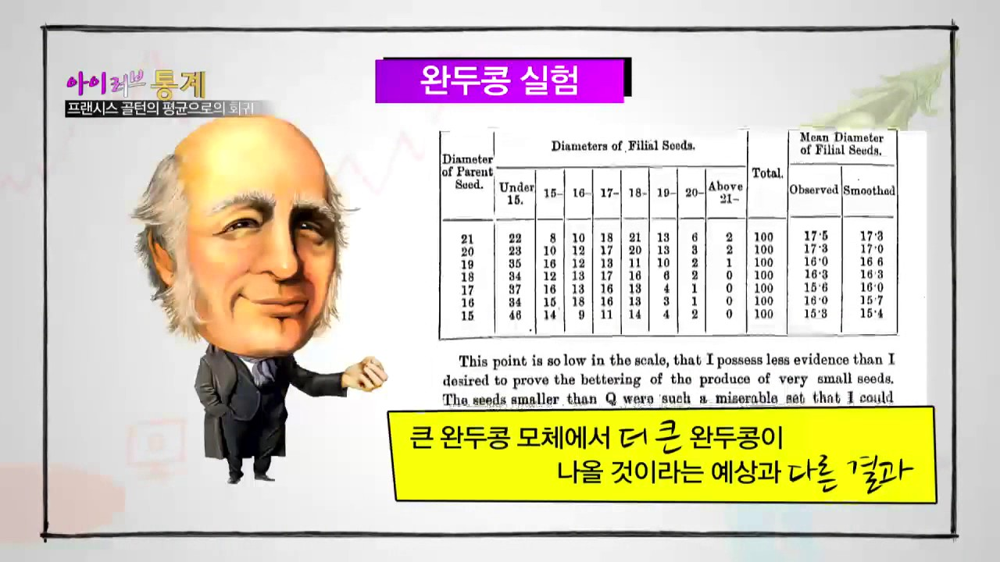 아이 러브 통계
프랜시스 골턴의 평균으로의 회귀
완두콩 실험
Diameter of Parent Seed. Diameters of Filial Seeds. Total. Mean Diameter of Filial Seeds.
Under 15. 15- 16- 17- 18- 19- 20- Above 21- Observed Smoothed
21 22 8 10 18 21 13 6 2 100 17·5 17·3
20 23 10 12 17 20 13 3 2 100 17·3 17·0
19 35 16 12 13 11 10 2 1 100 16·0 16 6
18 34 12 13 17 16 6 2 0 100 16·3 16·3
17 37 16 13 16 13 4 1 0 100 15·6 16·0
16 34 15 18 16 13 3 1 0 100 16·0 15·7
15 46 14 9 11 14 4 2 0 100 15·3 15·4
This point is so low in the scale, that I possess less evidence than I
desired to prove the bettering of the produce of very small seeds.
The seeds smaller than Q were such a miserable set that I could
큰 완두콩 모체에서 더 큰 완두콩이
나올 것이라는 예상과 다른 결과